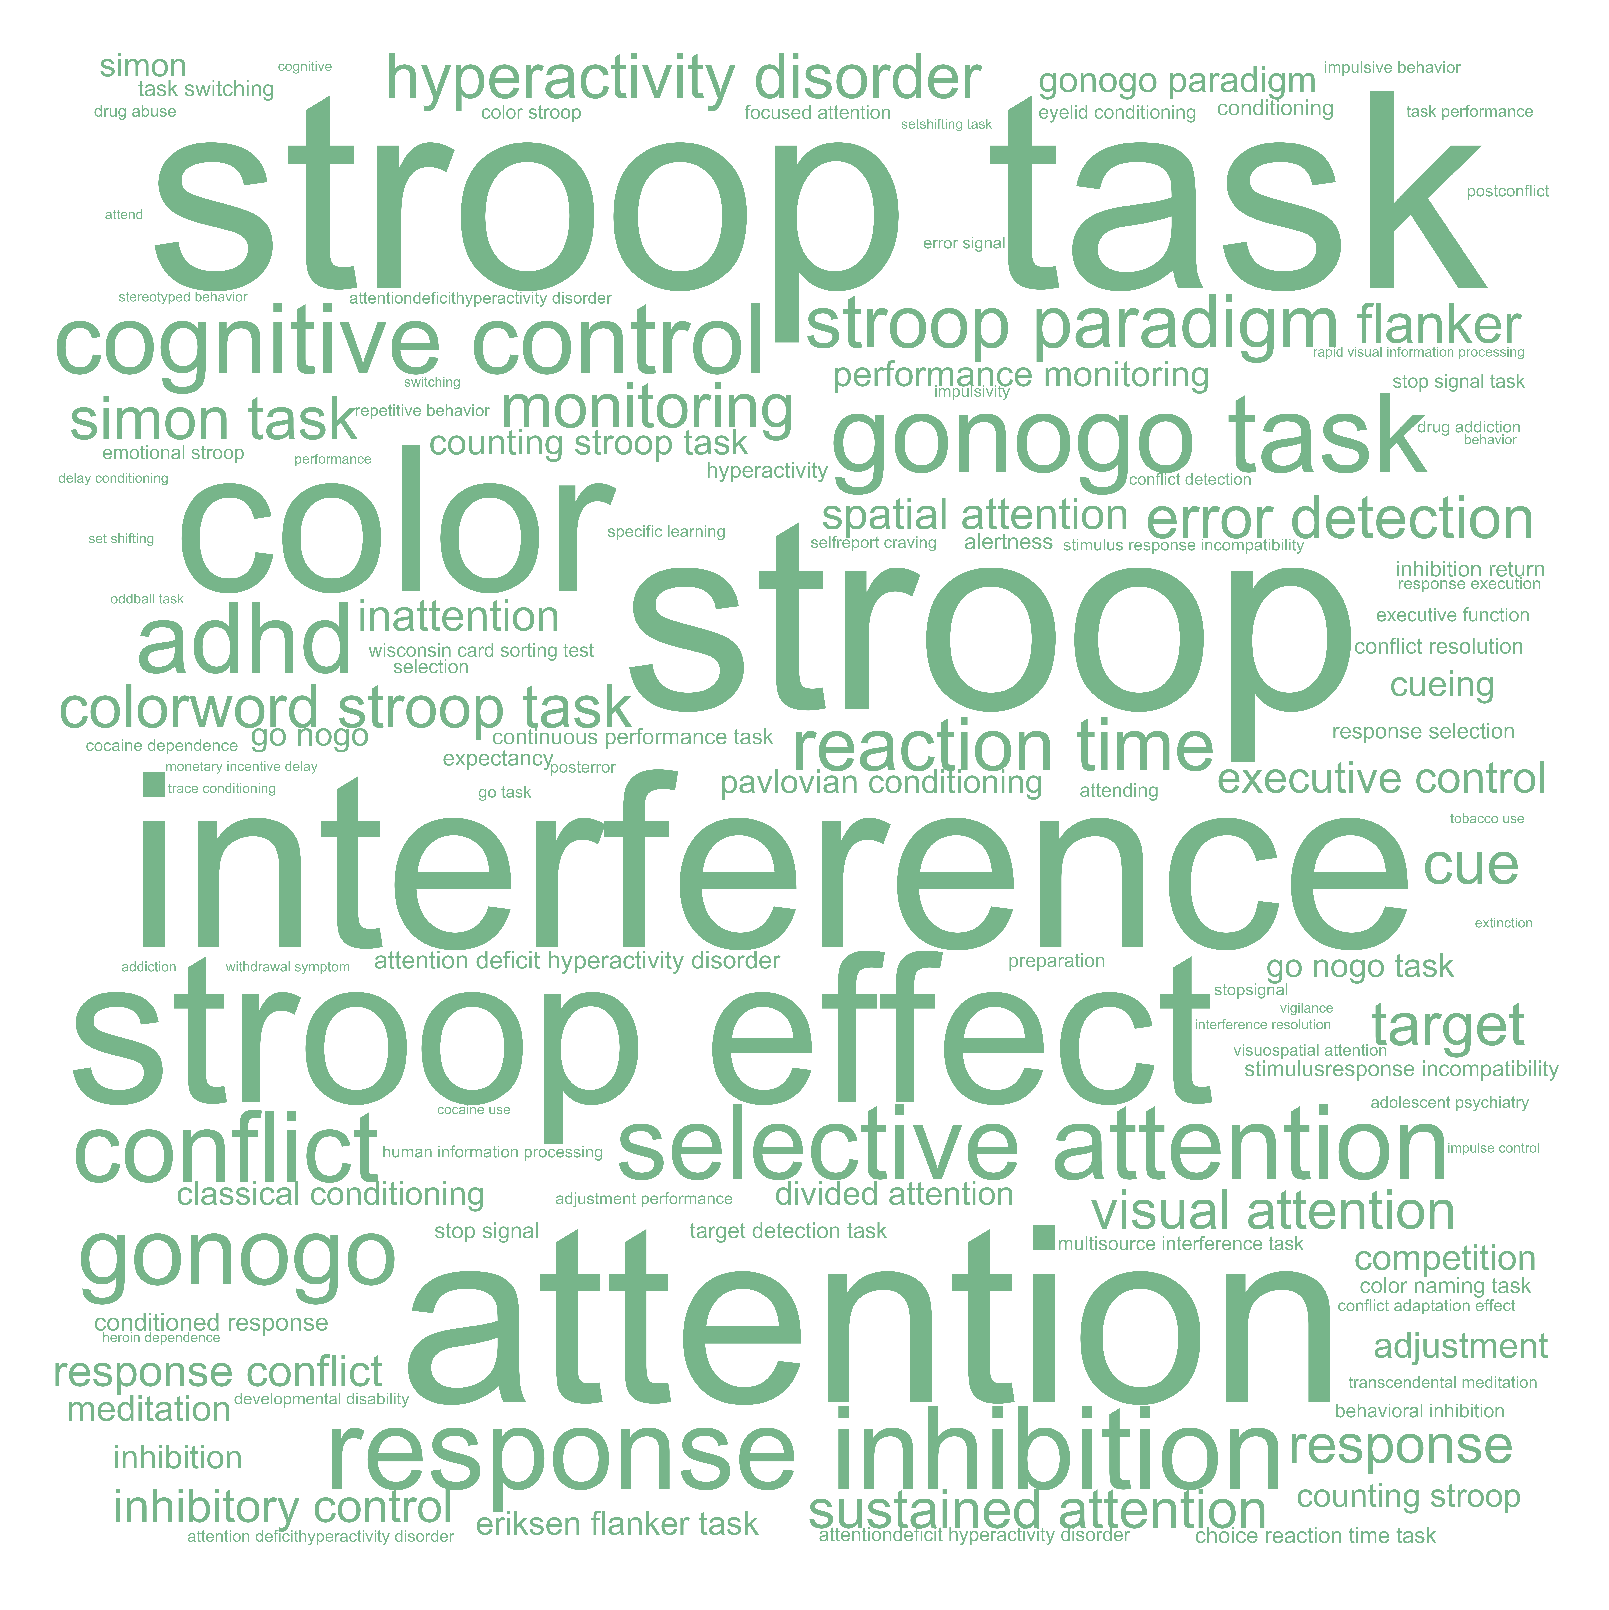 simon
cognitive
hyperactivity disorder
gonogo paradigm
impulsive behavior
task switching
drug abuse
color stroop
focused attention
eyelid conditioning
conditioning
task performance
selshifting task
stroop task
postconflict
attend
error signal
stereotyped behavior
attentiondeficithyperactivity disorder
cognitive control
stroop paradigm
flanker
rapid visual information processing
switching
performance monitoring
stop signal task
impulsivity
simon task
repetitive behavior
monitoring
gonogo task
drug addiction
behavior
emotional stroop
performance
counting stroop task
hyperactivity
conflict detection
delay conditioning
color
set shifting
specific learning
spatial attention
error detection
selfreport craving
alertness
stimulus response incompatibility
inhibition return
response execution
oddball task
adhd
inattention
stroop
executive function
wisconsin card sorting test
selection
conflict resolution
cueing
colorword stroop task
cocaine dependence
go nogo
continuous performance task
reaction time
response selection
expectancy
posterror
monetary incentive delay
trace conditioning
go task
pavlovian conditioning
attending
executive control
tobacco use
interference
cue
extinction
addiction
withdrawal symptom
attention deficit hyperactivity disorder
preparation
go nogo task
stopsignal
vigilance
interference resolution
target
stroop effect
visuospatial attention
stimulusresponse incompatibility
cocaine use
adolescent psychiatry
conflict
human information processing
selective attention
impulse control
classical conditioning
adjustment performance
divided attention
visual attention
gonogo
stop signal
target detection task
multisource interference task
competition
color naming task
conflict adaptation effect
attention
conditioned response
heroin dependence
adjustment
response conflict
transcendental meditation
meditation
developmental disability
behavioral inhibition
inhibition
response inhibition
response
inhibitory control
sustained attention
counting stroop
attention deficithyperactivity disorder
eriksen flanker task
attentiondeficit hyperactivity disorder
choice reaction time task